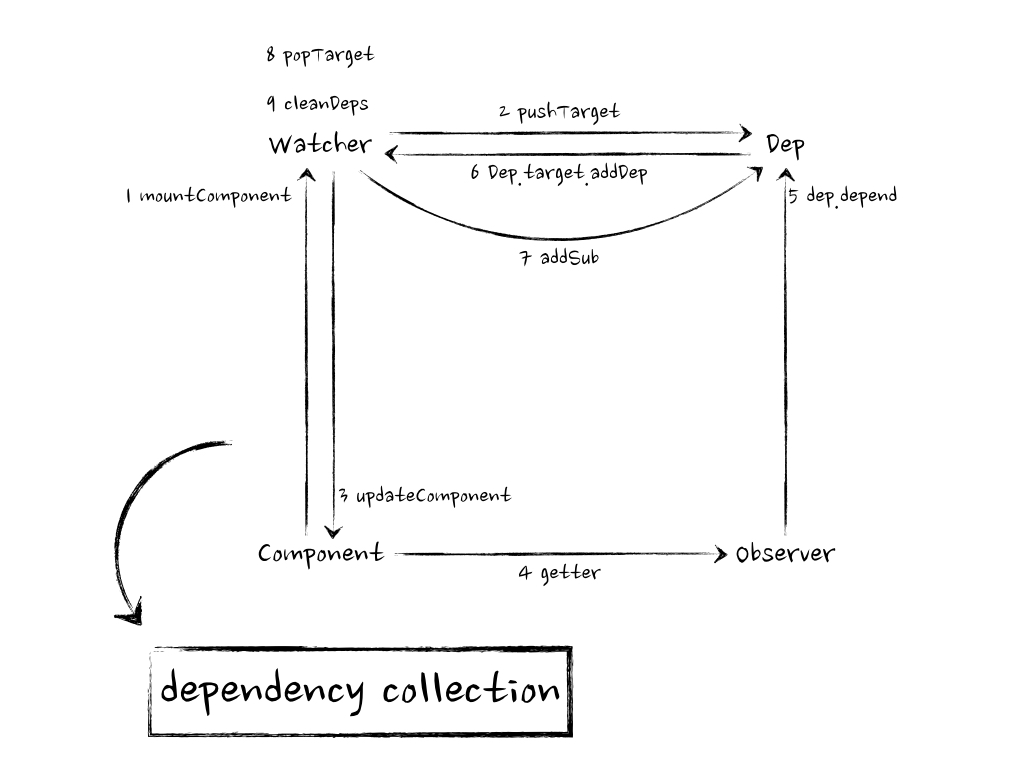 8 popTarget
9 cleanDeps
2 pushTarget
Watcher
Dep
6 Dep.target.addDep
1 mountComponent
5 dep.depend
7 addSub
3 updateComponent
Component
Observer
4 getter
dependency collection